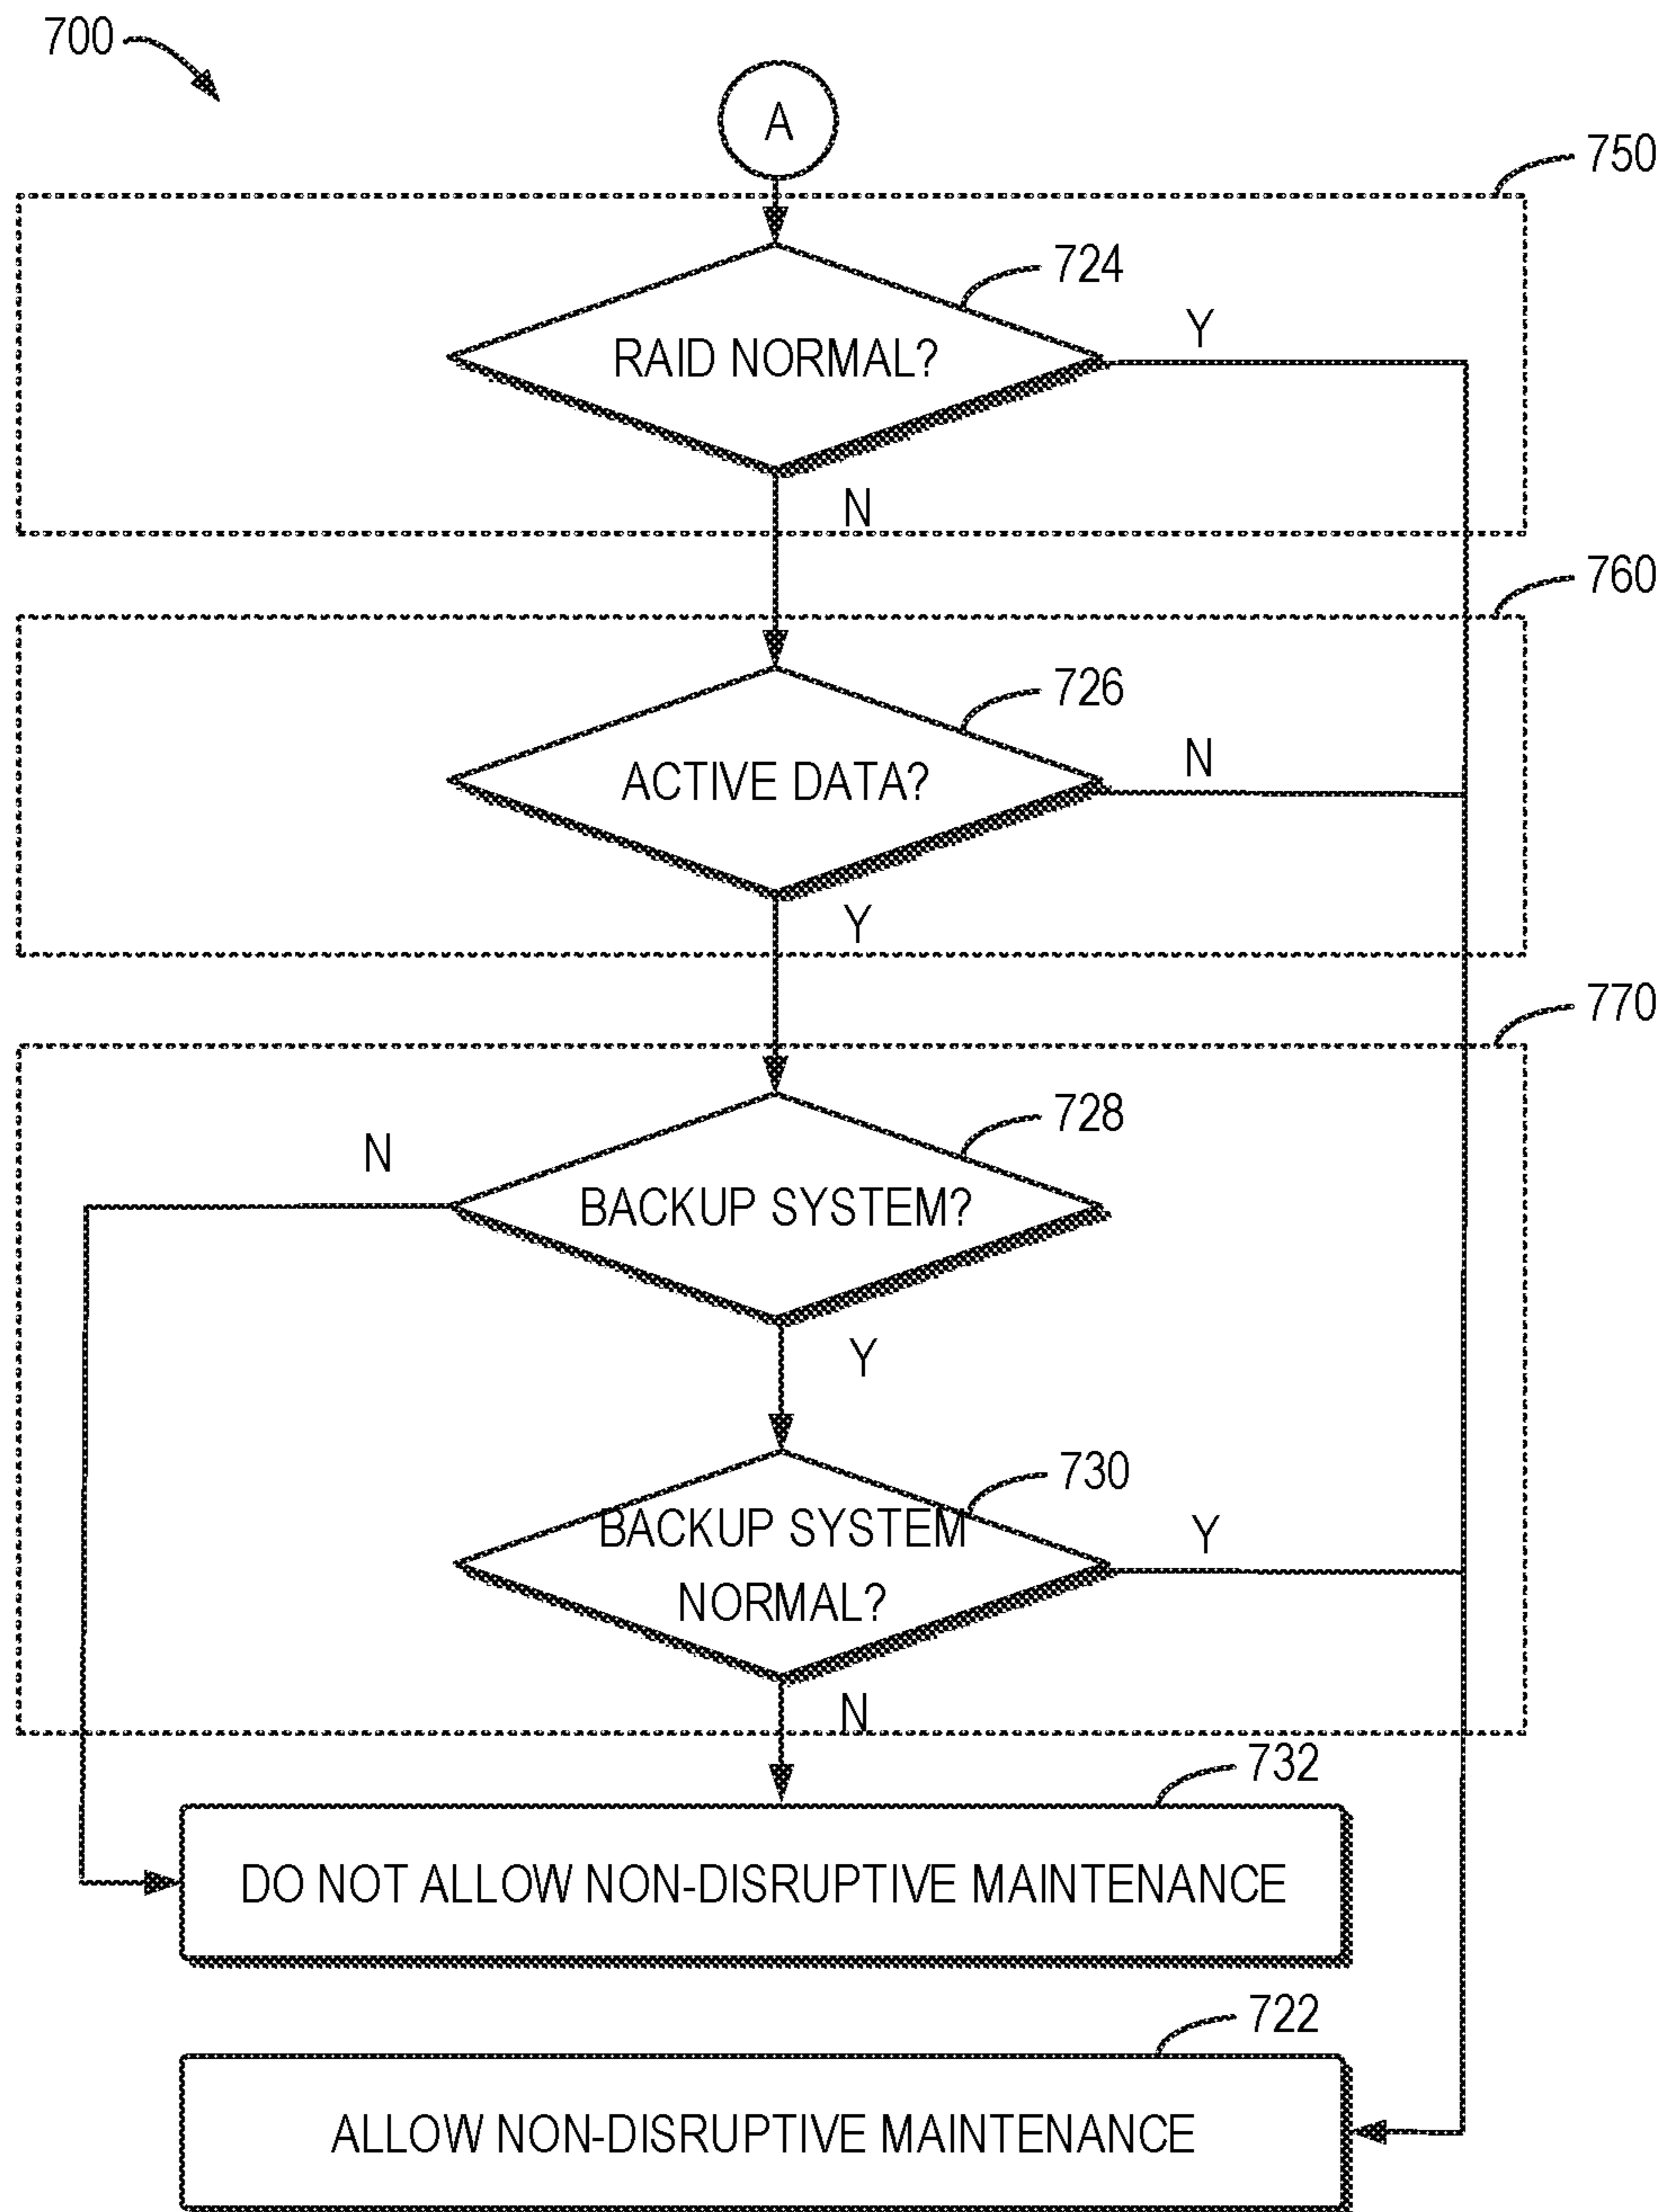 700
A
750
724
RAID NORMAL?
Y
N
760
726
ACTIVE DATA?
N
Y
770
728
N
BACKUP SYSTEM?
Y
730
BACKUP SYSTEM
NORMAL?
Y
N
732
DO NOT ALLOW NON-DISRUPTIVE MAINTENANCE
722
ALLOW NON-DISRUPTIVE MAINTENANCE